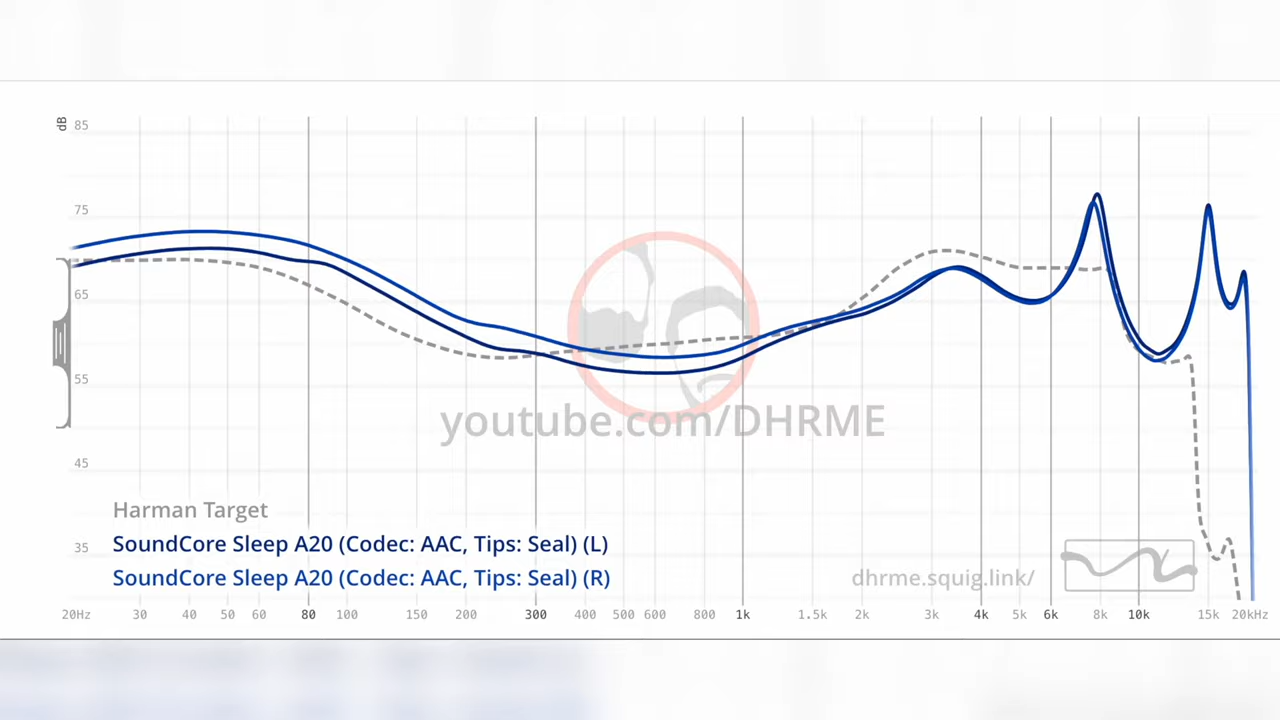 dB
85
75
65
55
45
35
youtube.com/DHRME
Harman Target
SoundCore Sleep A20 (Codec: AAC, Tips: Seal) (L)
SoundCore Sleep A20 (Codec: AAC, Tips: Seal) (R)
dhrme.squig.link/
20Hz 30 40 50 60 80 100 150 200 300 400 500 600 800 1k 1.5k 2k 3k 4k 5k 6k 8k 10k 15k 20kHz